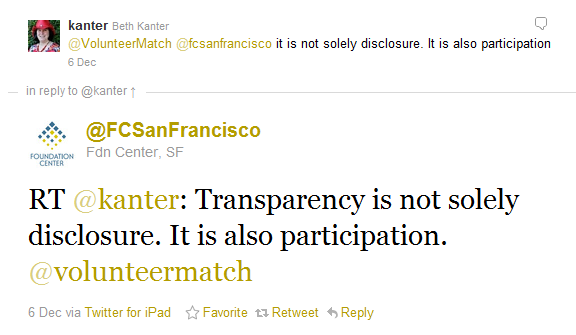 kanter Beth Kanter
@VolunteerMatch @fcsanfrancisco it is not solely disclosure. It is also participation
6 Dec
in reply to @kanter ↑
@FCSanFrancisco
Fdn Center, SF
FOUNDATION
CENTER
RT @kanter: Transparency is not solely
disclosure. It is also participation.
@volunteermatch
6 Dec via Twitter for iPad Favorite Retweet Reply